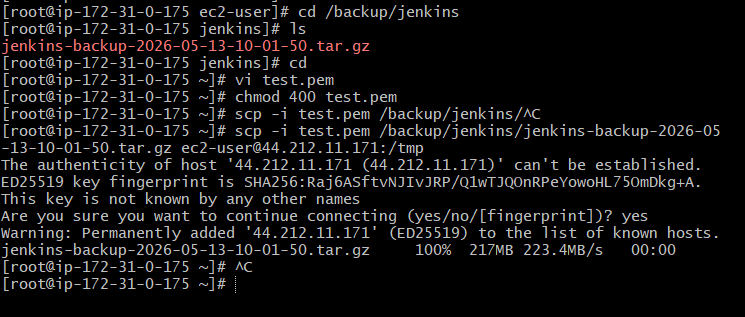 [root@ip-172-31-0-175 ec2-user]# cd /backup/jenkins
[root@ip-172-31-0-175 jenkins]# ls
jenkins-backup-2026-05-13-10-01-50.tar.gz
[root@ip-172-31-0-175 jenkins]# cd
[root@ip-172-31-0-175 ~]# vi test.pem
[root@ip-172-31-0-175 ~]# chmod 400 test.pem
[root@ip-172-31-0-175 ~]# scp -i test.pem /backup/jenkins/^C
[root@ip-172-31-0-175 ~]# scp -i test.pem /backup/jenkins/jenkins-backup-2026-05
-13-10-01-50.tar.gz ec2-user@44.212.11.171:/tmp
The authenticity of host '44.212.11.171 (44.212.11.171)' can't be established.
ED25519 key fingerprint is SHA256:Raj6ASftvNJIvJRP/Q1wTJQOnRPeYowoHL75OmDkg+A.
This key is not known by any other names
Are you sure you want to continue connecting (yes/no/[fingerprint])? yes
Warning: Permanently added '44.212.11.171' (ED25519) to the list of known hosts.
jenkins-backup-2026-05-13-10-01-50.tar.gz     100%  217MB 223.4MB/s   00:00
[root@ip-172-31-0-175 ~]# ^C
[root@ip-172-31-0-175 ~]#